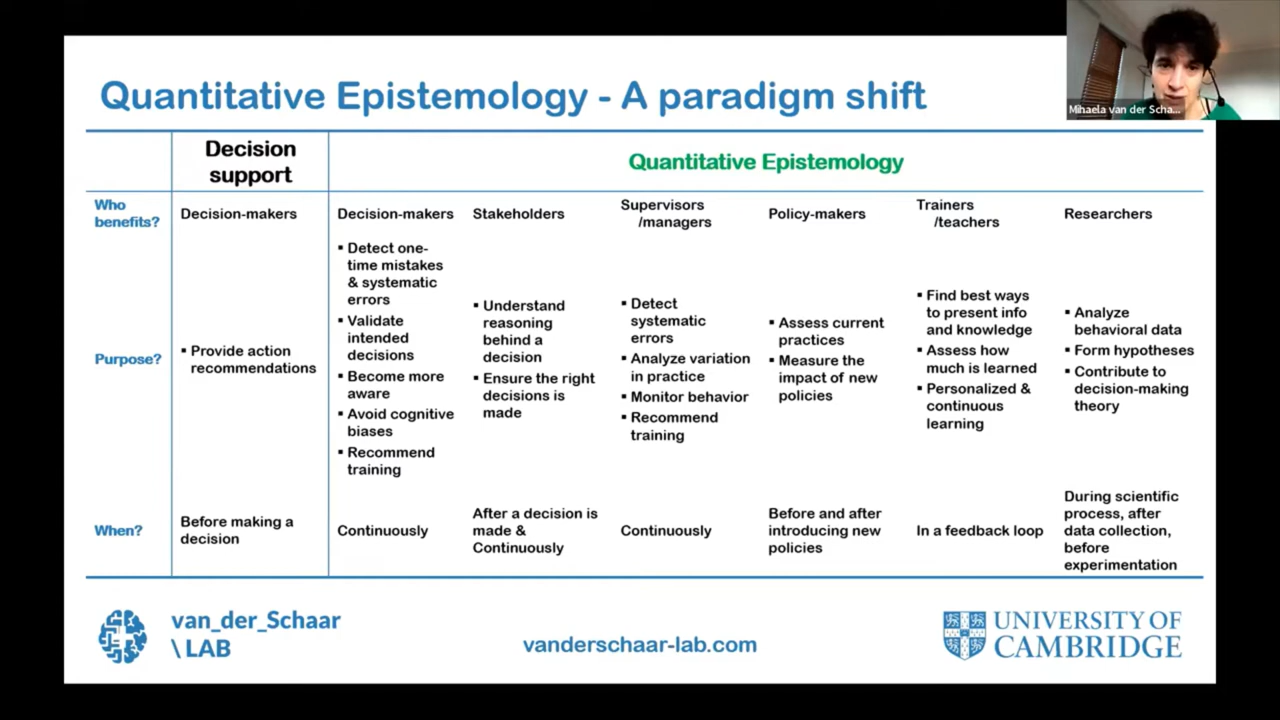 Quantitative Epistemology - A paradigm shift
Mihaela van der Scha...
Decision
support
Quantitative Epistemology
Who
benefits?
Decision-makers
Decision-makers
Stakeholders
Supervisors
/managers
Policy-makers
Trainers
/teachers
Researchers
Purpose?
▪ Provide action
recommendations
▪ Detect one-
time mistakes
& systematic
errors
▪ Validate
intended
decisions
▪ Become more
aware
▪ Avoid cognitive
biases
▪ Recommend
training
▪ Understand
reasoning
behind a
decision
▪ Ensure the right
decisions is
made
▪ Detect
systematic
errors
▪ Analyze variation
in practice
▪ Monitor behavior
▪ Recommend
training
▪ Assess current
practices
▪ Measure the
impact of new
policies
▪ Find best ways
to present info
and knowledge
▪ Assess how
much is learned
▪ Personalized &
continuous
learning
▪ Analyze
behavioral data
▪ Form hypotheses
▪ Contribute to
decision-making
theory
When?
Before making a
decision
Continuously
After a decision is
made &
Continuously
Continuously
Before and after
introducing new
policies
In a feedback loop
During scientific
process, after
data collection,
before
experimentation
van_der_Schaar
\ LAB
vanderschaar-lab.com
UNIVERSITY OF
CAMBRIDGE